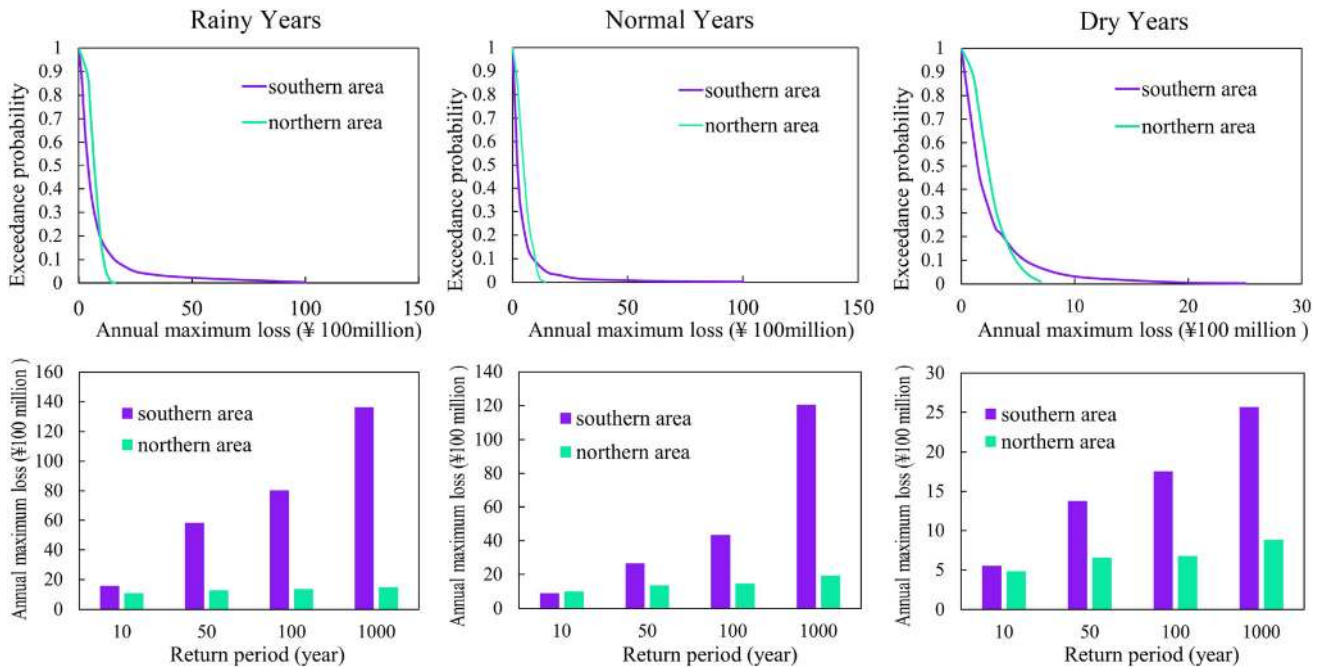 Rainy Years
Normal Years
Dry Years
Exceedance probability
1
0.9
0.8
0.7
0.6
0.5
0.4
0.3
0.2
0.1
0
southern area
northern area
0 50 100 150
Annual maximum loss (¥ 100million)
Exceedance probability
1
0.9
0.8
0.7
0.6
0.5
0.4
0.3
0.2
0.1
0
southern area
northern area
0 50 100 150
Annual maximum loss (¥ 100million)
Exceedance probability
1
0.9
0.8
0.7
0.6
0.5
0.4
0.3
0.2
0.1
0
southern area
northern area
0 10 20 30
Annual maximum loss (¥100 million )
Annual maximum loss (¥100 million )
160
140
120
100
80
60
40
20
0
southern area
northern area
10 50 100 1000
Return period (year)
Annual maximum loss (¥100 million )
140
120
100
80
60
40
20
0
southern area
northern area
10 50 100 1000
Return period (year)
Annual maximum loss (¥100 million )
30
25
20
15
10
5
0
southern area
northern area
10 50 100 1000
Return period (year)